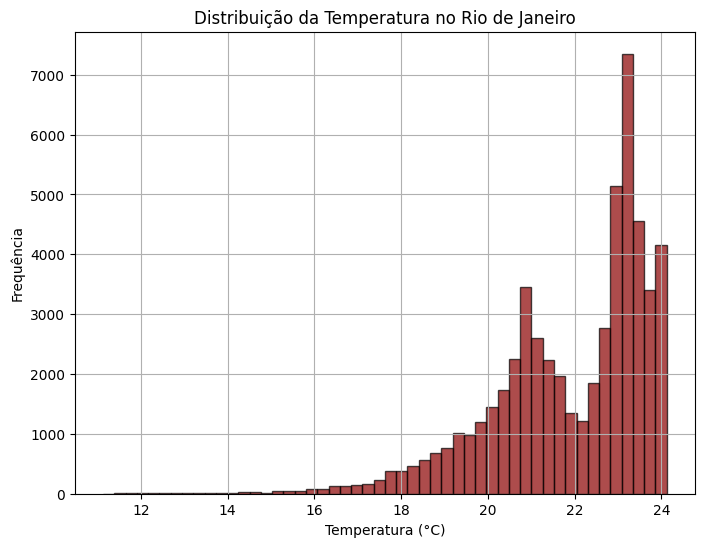 Distribuição da Temperatura no Rio de Janeiro
Frequência
7000
6000
5000
4000
3000
2000
1000
0
12 14 16 18 20 22 24
Temperatura (°C)